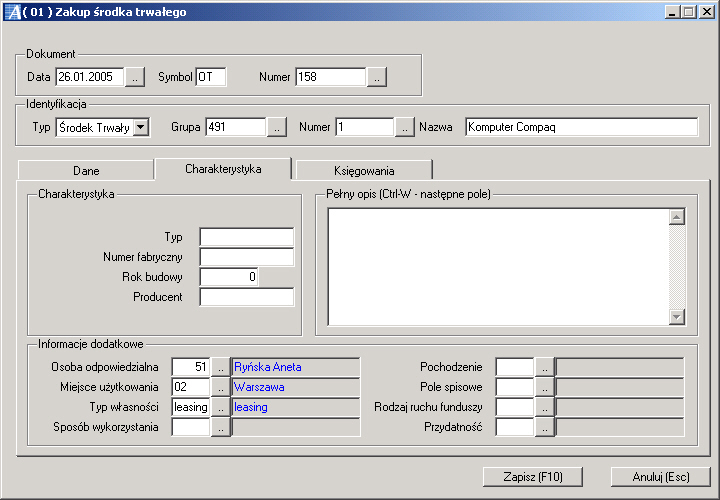 A ( 01 ) Zakup środka trwałego
Dokument
Data 26.01.2005 .. Symbol OT Numer 158 ..
Identyfikacja
Typ Środek Trwały Grupa 491 .. Numer 1 .. Nazwa Komputer Compaq
Dane Charakterystyka Księgowania
Charakterystyka
Typ
Numer fabryczny
Rok budowy 0
Producent
Pełny opis (Ctrl-W - następne pole)
Informacje dodatkowe
Osoba odpowiedzialna 51 .. Ryńska Aneta Pochodzenie ..
Miejsce użytkowania 02 .. Warszawa Pole spisowe ..
Typ własności leasing .. leasing Rodzaj ruchu funduszy ..
Sposób wykorzystania .. Przydatność ..
Zapisz (F10) Anuluj (Esc)